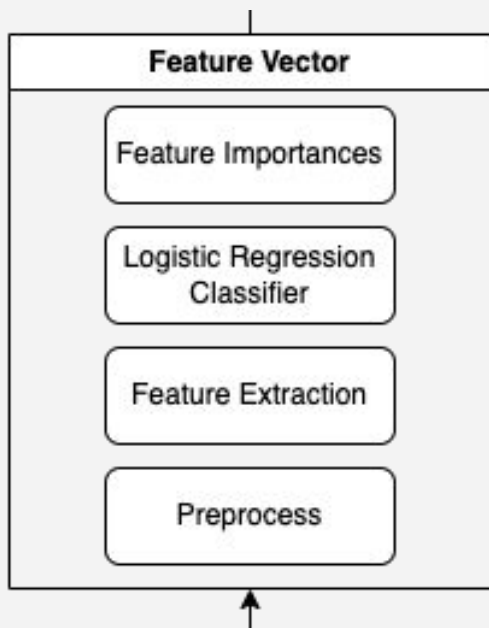 Feature Vector
Feature Importances
Logistic Regression
Classifier
Feature Extraction
Preprocess